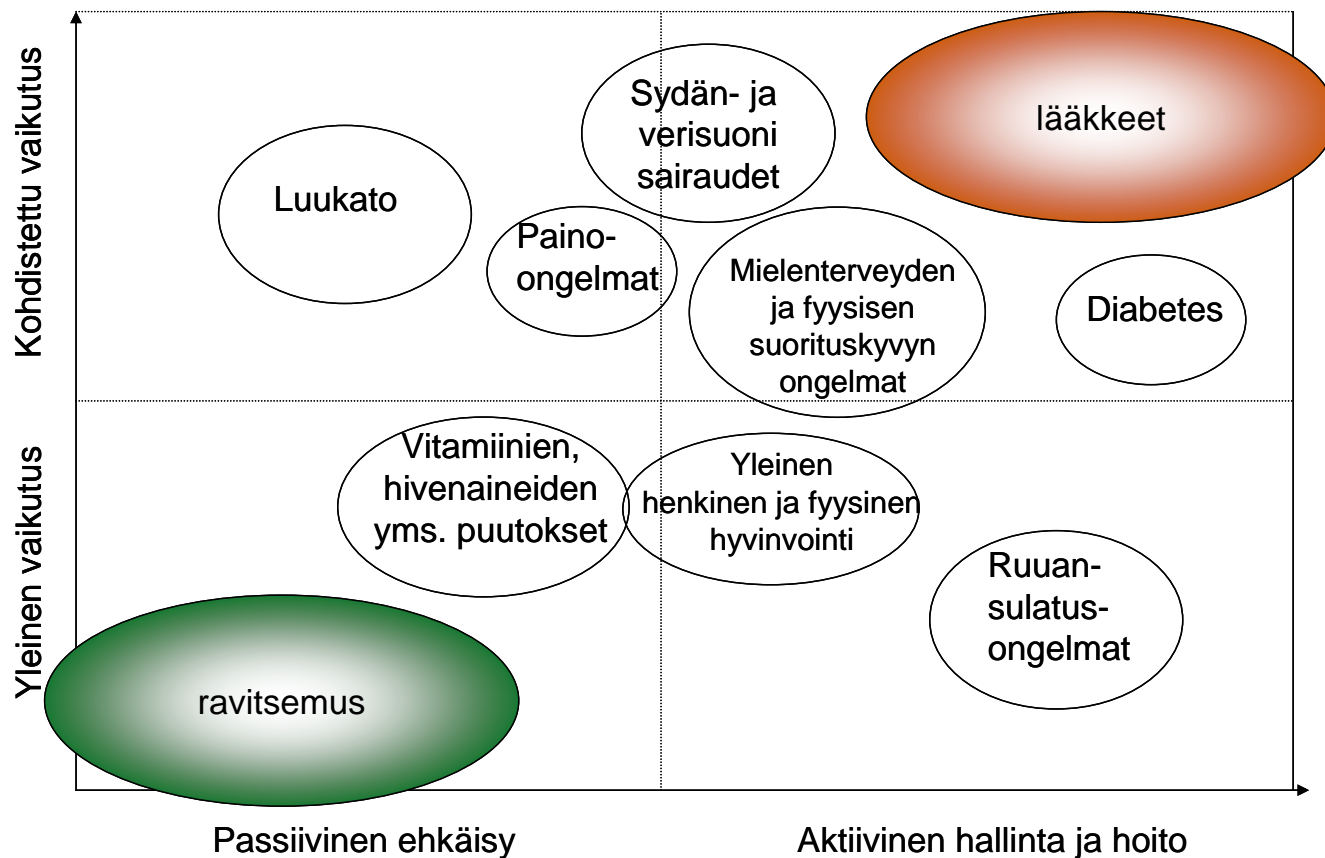 Kohdistettu vaikutus
Yleinen vaikutus
Sydän- ja
verisuoni
sairaudet
lääkkeet
Luukato
Paino-
ongelmat
Mielenterveyden
ja fyysisen
suorituskyvyn
ongelmat
Diabetes
Vitamiinien,
hivenaineiden
yms. puutokset
Yleinen
henkinen ja fyysinen
hyvinvointi
Ruuan-
sulatus-
ongelmat
ravitsemus
Passiivinen ehkäisy
Aktiivinen hallinta ja hoito